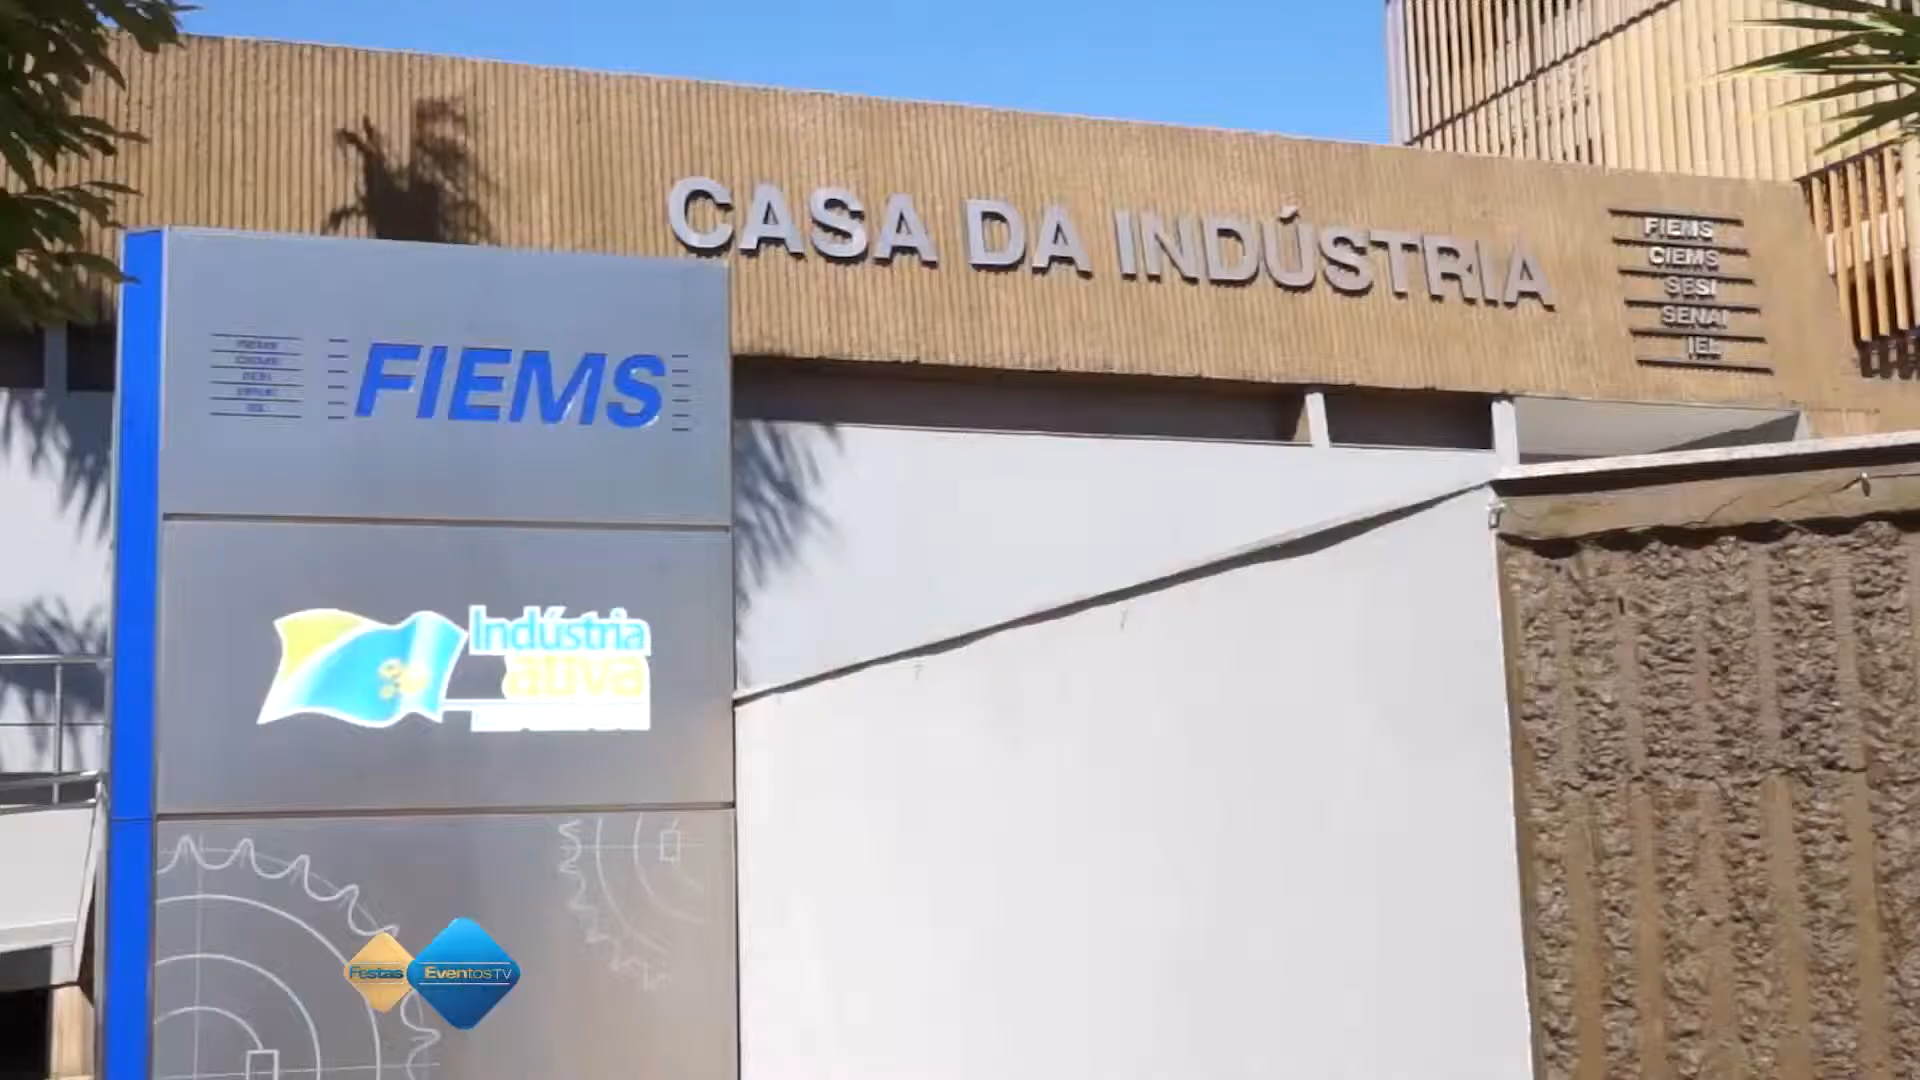 CASA DA INDÚSTRIA
FIEMS
CIEMS
SESI
SENAI
IEL
FIEMS
Indústria
ativa
Festas
EventosTV